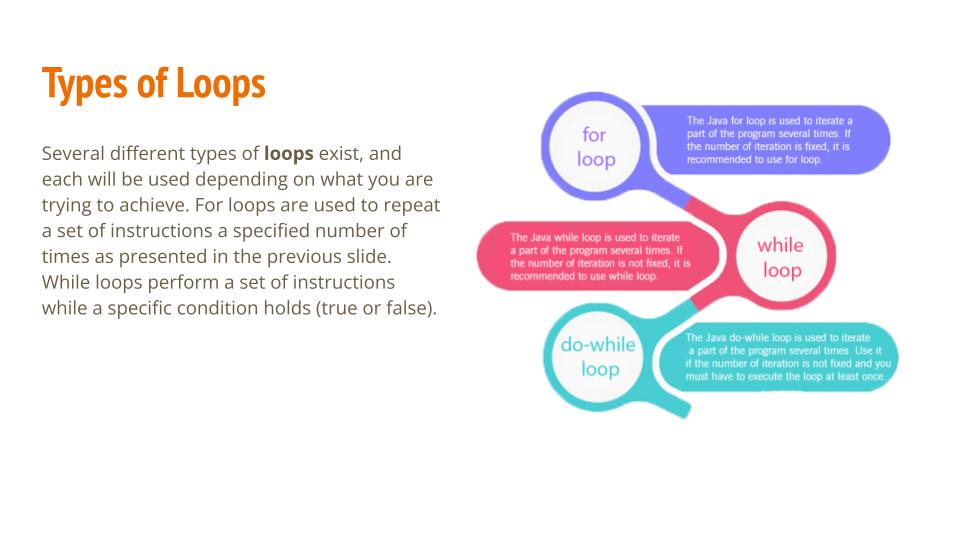 Types of Loops
Several different types of loops exist, and
each will be used depending on what you are
trying to achieve. For loops are used to repeat
a set of instructions a specified number of
times as presented in the previous slide.
While loops perform a set of instructions
while a specific condition holds (true or false).
for
loop
The Java for loop is used to iterate a
part of the program several times. If
the number of iteration is fixed, it is
recommended to use for loop.
The Java while loop is used to iterate
a part of the program several times. If
the number of iteration is not fixed, it is
recommended to use while loop.
while
loop
do-while
loop
The Java do-while loop is used to iterate
a part of the program several times. Use it
if the number of iteration is not fixed and you
must have to execute the loop at least once.